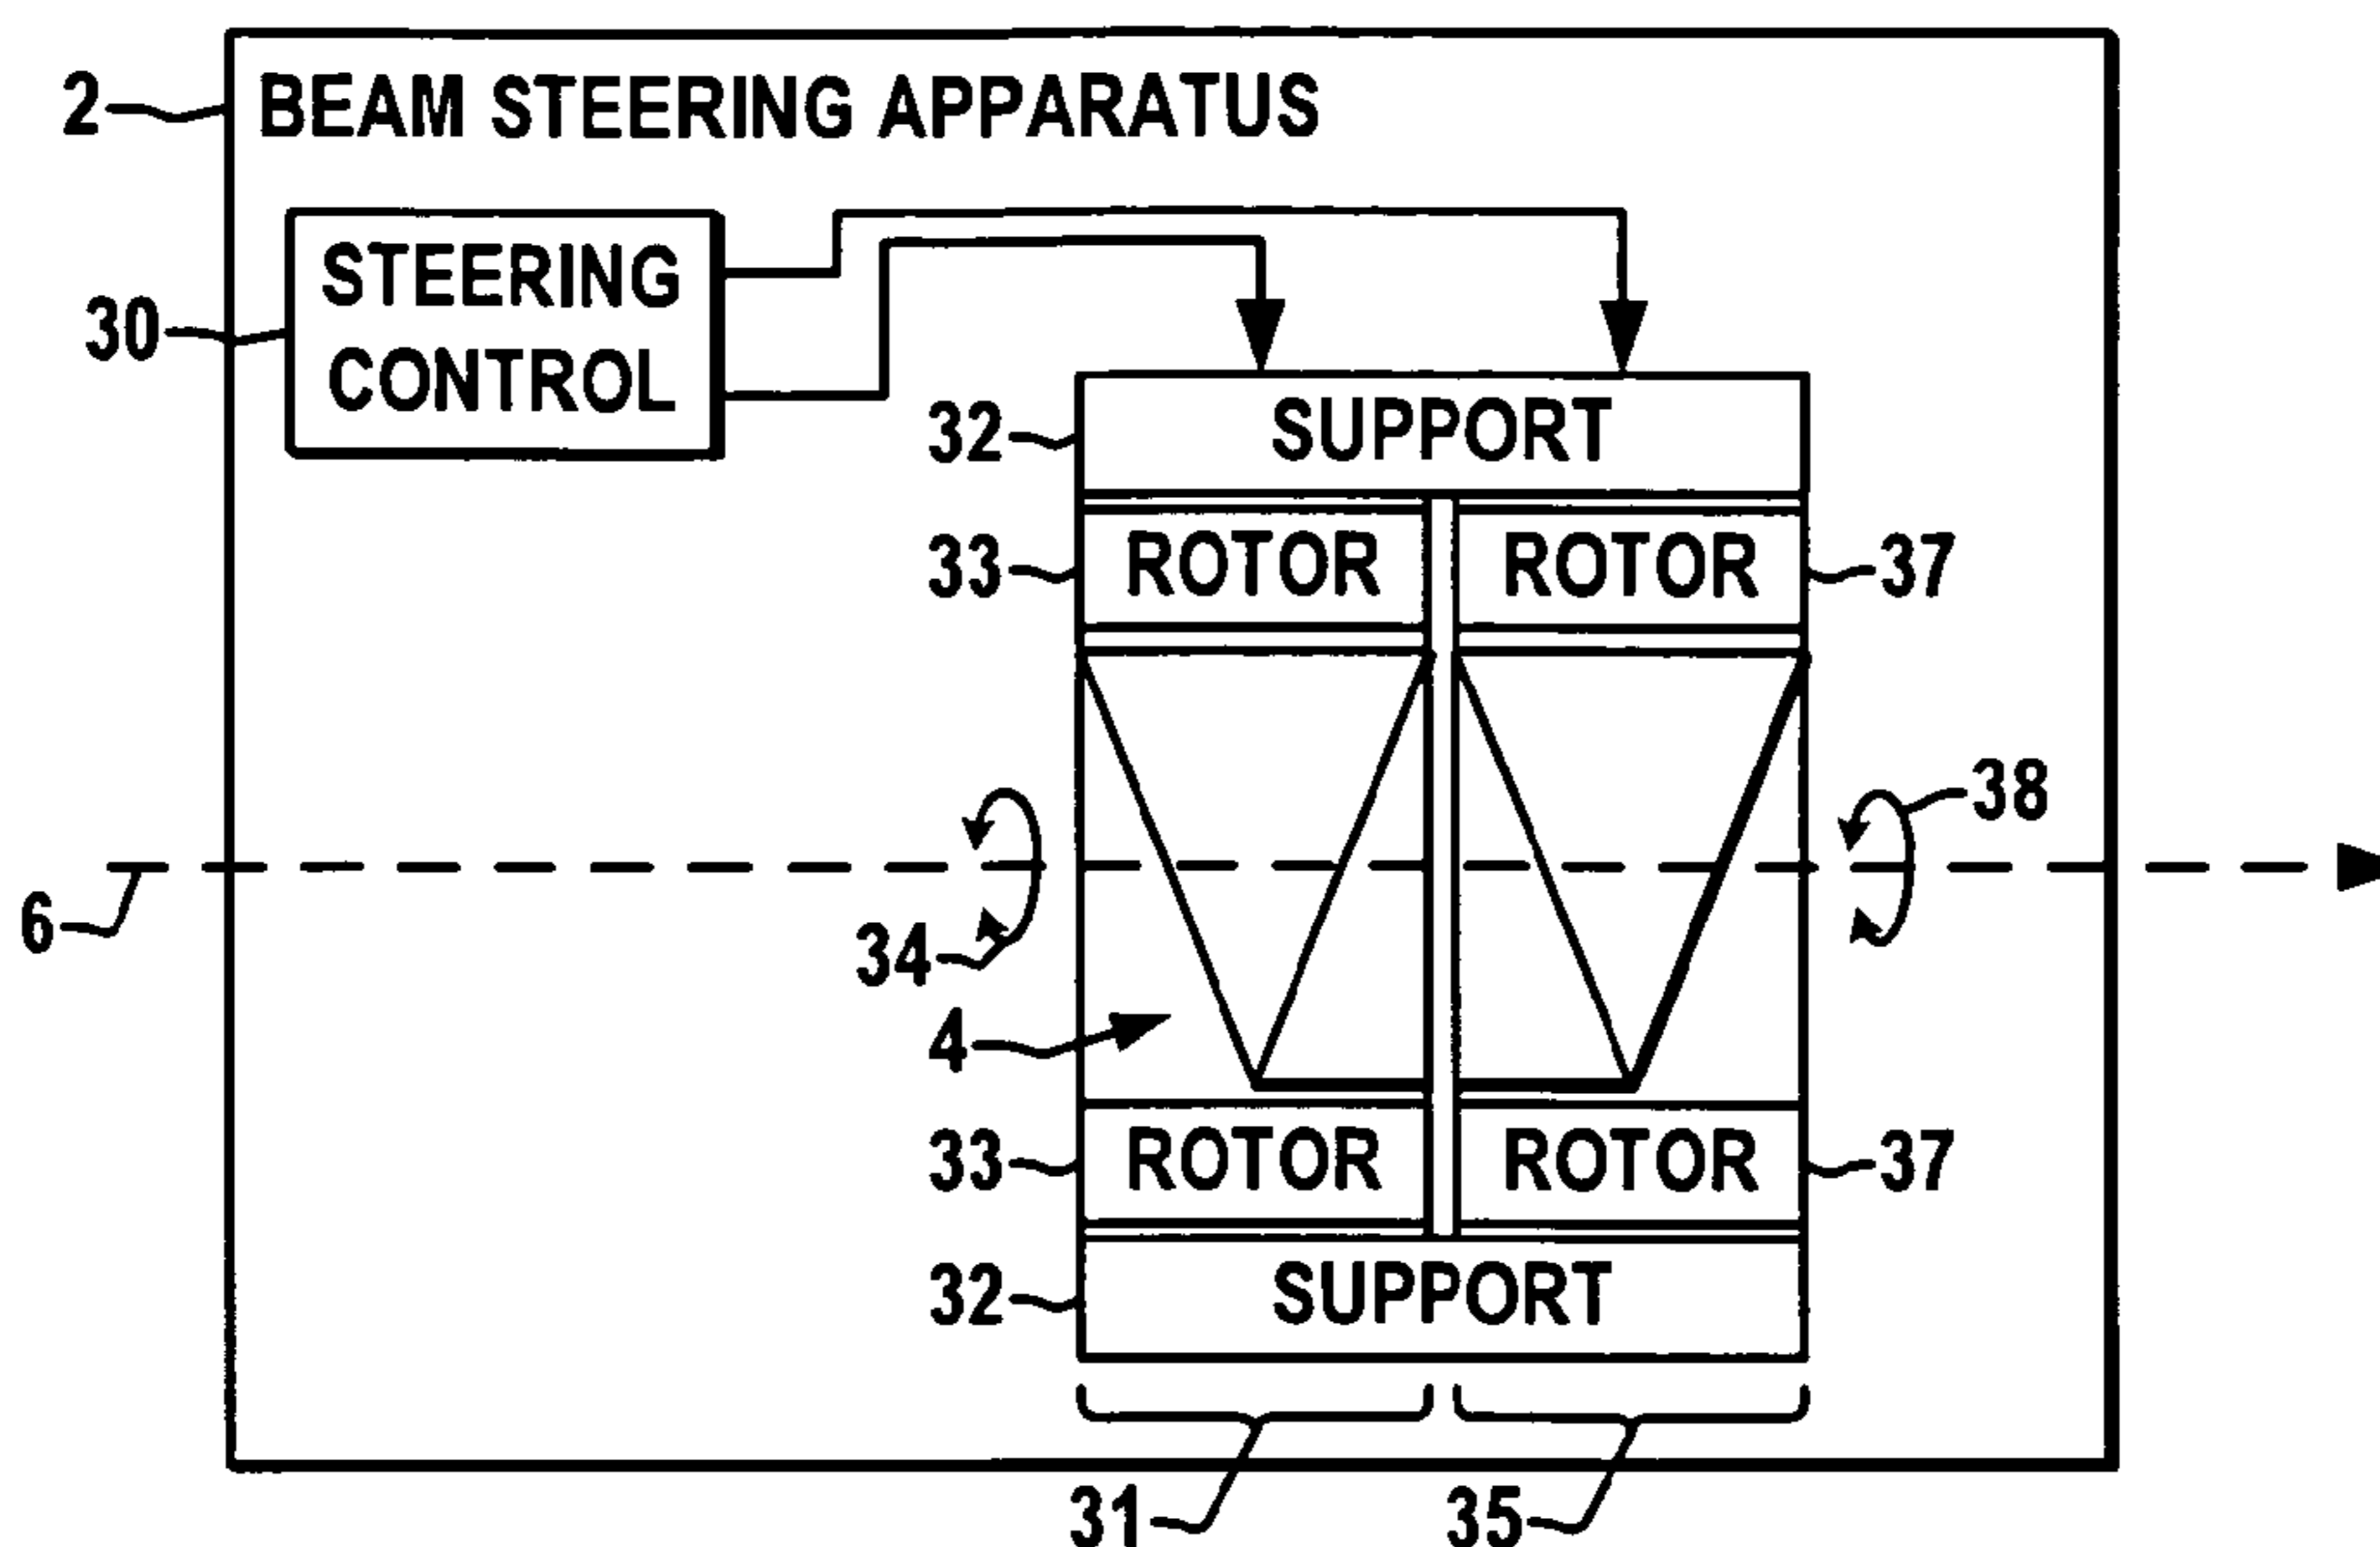 2
BEAM STEERING APPARATUS
30
STEERING
CONTROL
32
SUPPORT
33
ROTOR
ROTOR
37
38
6
34
4
33
ROTOR
ROTOR
37
32
SUPPORT
31
35